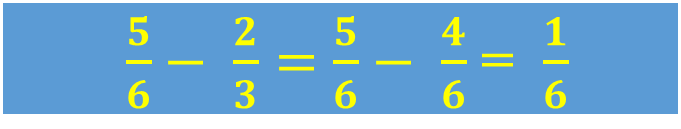 5/6 − 2/3 = 5/6 − 4/6 = 1/6